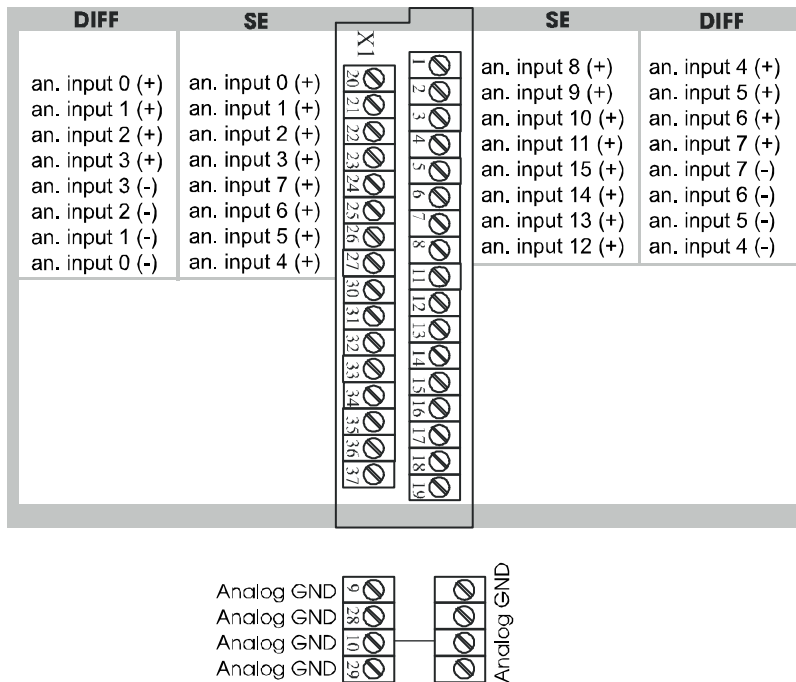 DIFF SE SE DIFF
X1
an. input 0 (+) an. input 0 (+) 20 1 an. input 8 (+) an. input 4 (+)
an. input 1 (+) an. input 1 (+) 21 2 an. input 9 (+) an. input 5 (+)
an. input 2 (+) an. input 2 (+) 22 3 an. input 10 (+) an. input 6 (+)
an. input 3 (+) an. input 3 (+) 23 4 an. input 11 (+) an. input 7 (+)
an. input 3 (-) an. input 7 (+) 24 5 an. input 15 (+) an. input 7 (-)
an. input 2 (-) an. input 6 (+) 25 6 an. input 14 (+) an. input 6 (-)
an. input 1 (-) an. input 5 (+) 26 7 an. input 13 (+) an. input 5 (-)
an. input 0 (-) an. input 4 (+) 27 8 an. input 12 (+) an. input 4 (-)
30 11
31 12
32 13
33 14
34 15
35 16
36 17
37 18
19
Analog GND 9
Analog GND 28
Analog GND 10
Analog GND 29
Analog GND